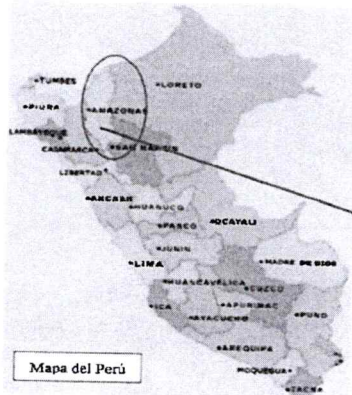 TUMBES
LORETO
PIURA
AMAZONAS
LAMBAYEQUE
CAJAMARCA
SAN MARTIN
LIBERTAD
ANCASH
HUANUCO
UCAYALI
PASCO
JUNIN
LIMA
MADRE DE DIOS
HUANCAVELICA
CUZCO
ICA
APURIMAC
AYACUCHO
PUNO
AREQUIPA
MOQUEGUA
TACNA
Mapa del Perú